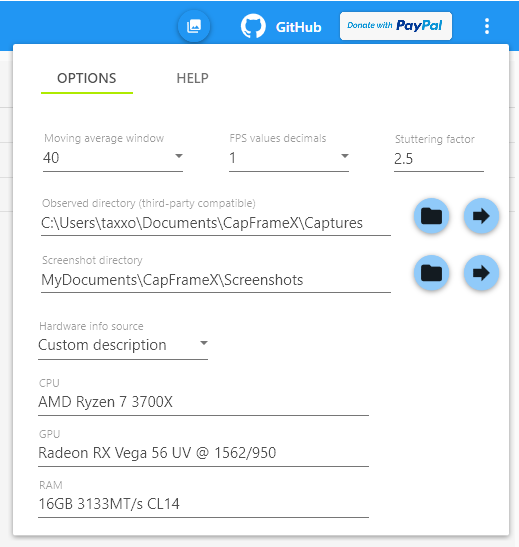 GitHub
Donate with PayPal
OPTIONS
HELP
Moving average window
FPS values decimals
Stuttering factor
40
1
2.5
Observed directory (third-party compatible)
C:\Users\taxxo\Documents\CapFrameX\Captures
Screenshot directory
MyDocuments\CapFrameX\Screenshots
Hardware info source
Custom description
CPU
AMD Ryzen 7 3700X
GPU
Radeon RX Vega 56 UV @ 1562/950
RAM
16GB 3133MT/s CL14